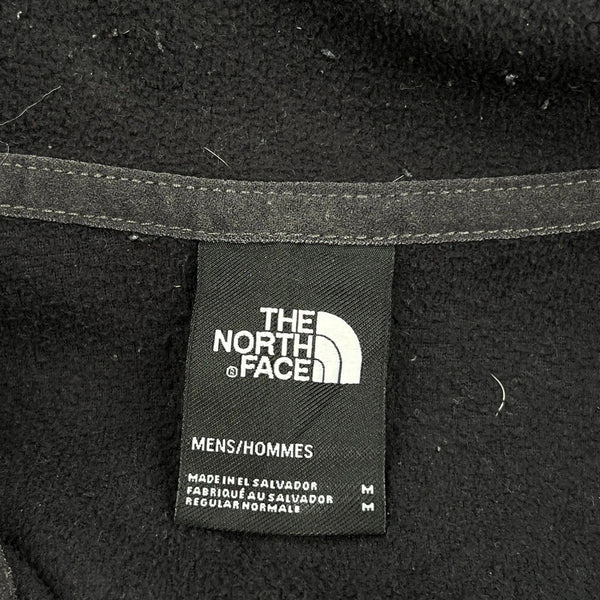 THE
NORTH
® FACE
MENS/HOMMES
MADE IN EL SALVADOR M
FABRIQUÉ AU SALVADOR
REGULAR NORMALE M